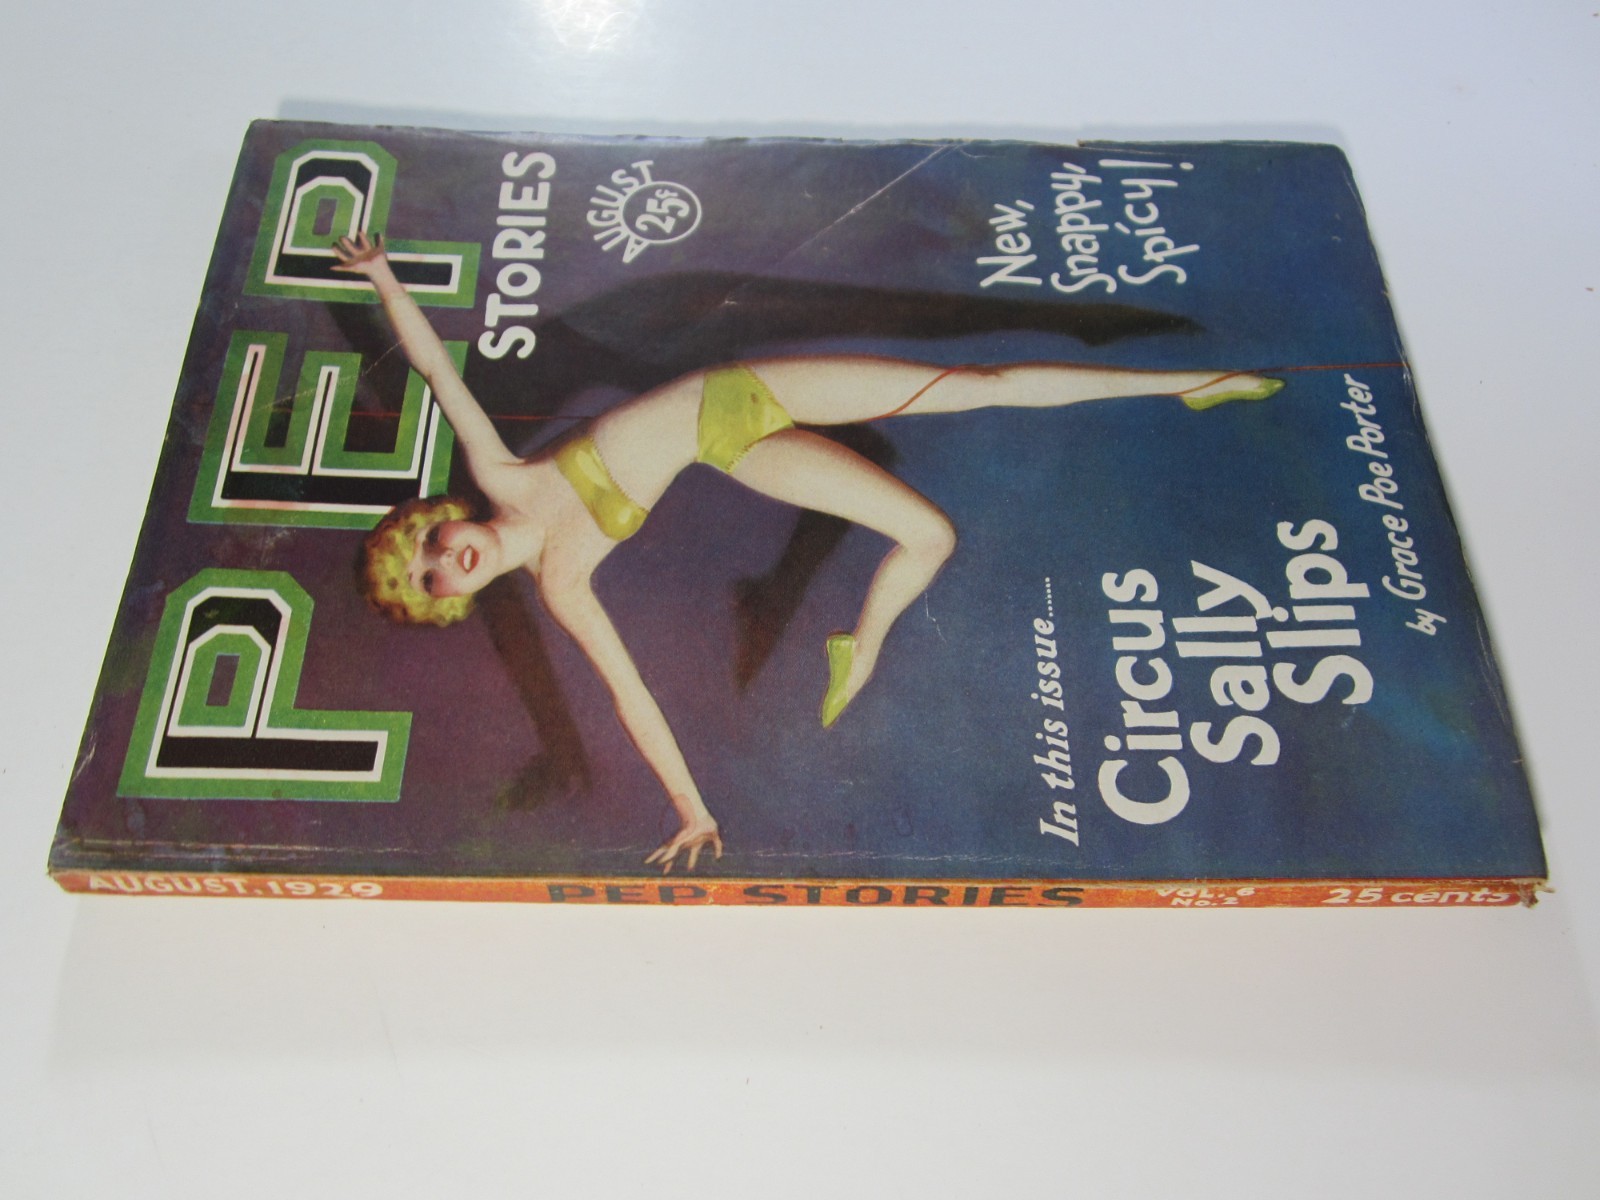 PEP
STORIES
AUGUST
25¢
New,
Snappy,
Spicy!
In this issue......
Circus
Sally
Slips
by Grace Poe Porter
AUGUST, 1929
PEP STORIES
VOL. 6
No. 2
25 cents